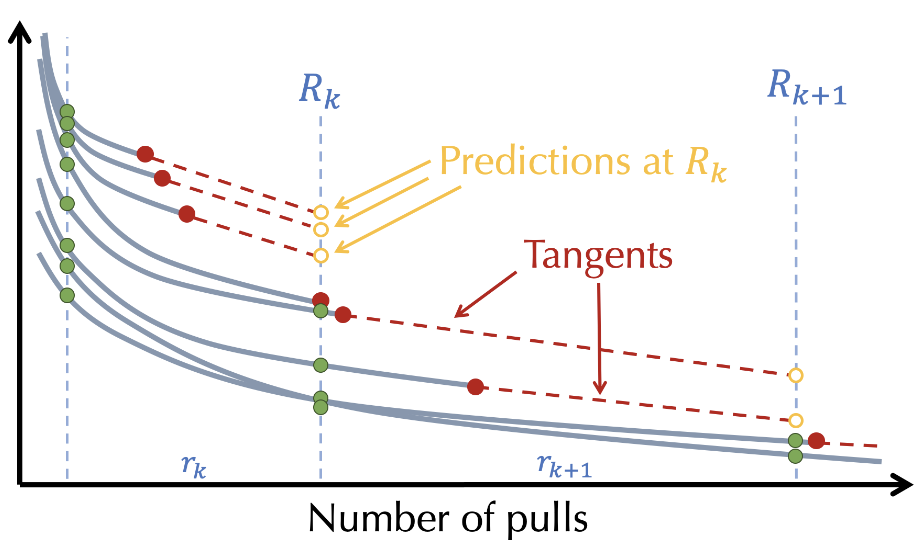 R_k
R_{k+1}
Predictions at R_k
Tangents
r_k
r_{k+1}
Number of pulls